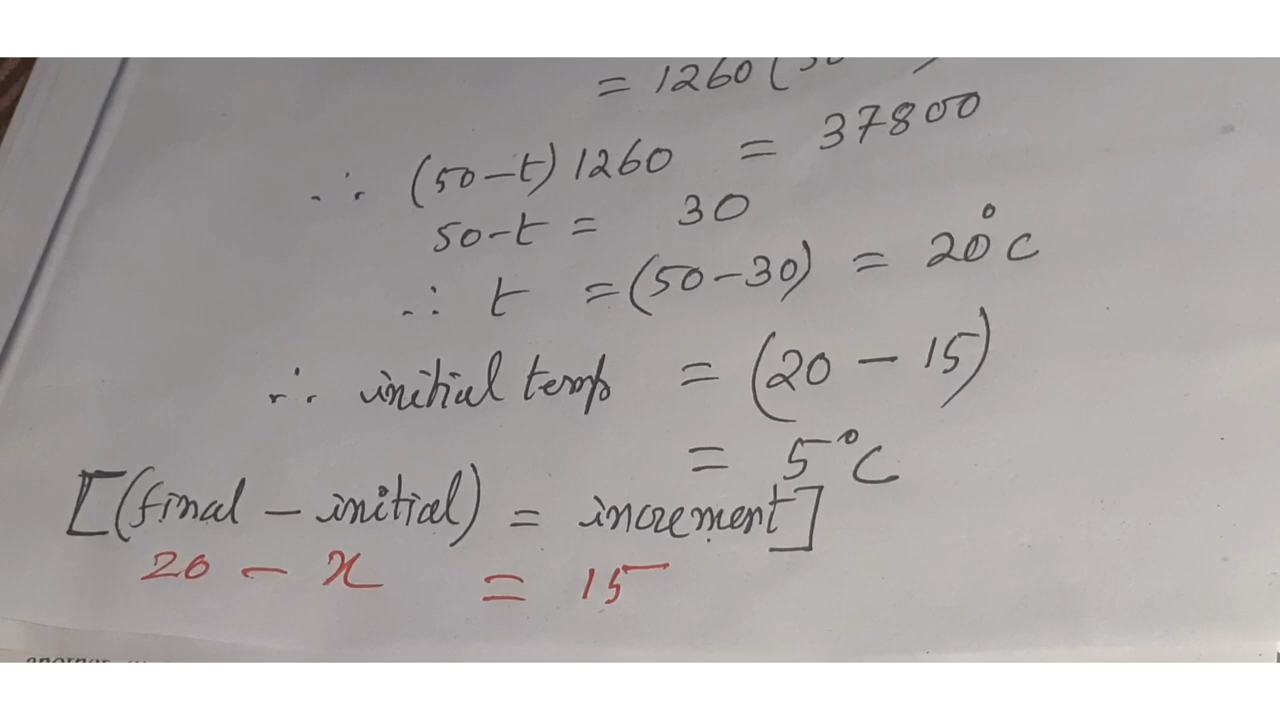 = 1260 (
∴ (50-t) 1260 = 37800
50-t = 30
∴ t = (50-30) = 20°C
∴ initial temp = (20 - 15)
= 5°C
[(final - initial) = increment]
20 - x = 15